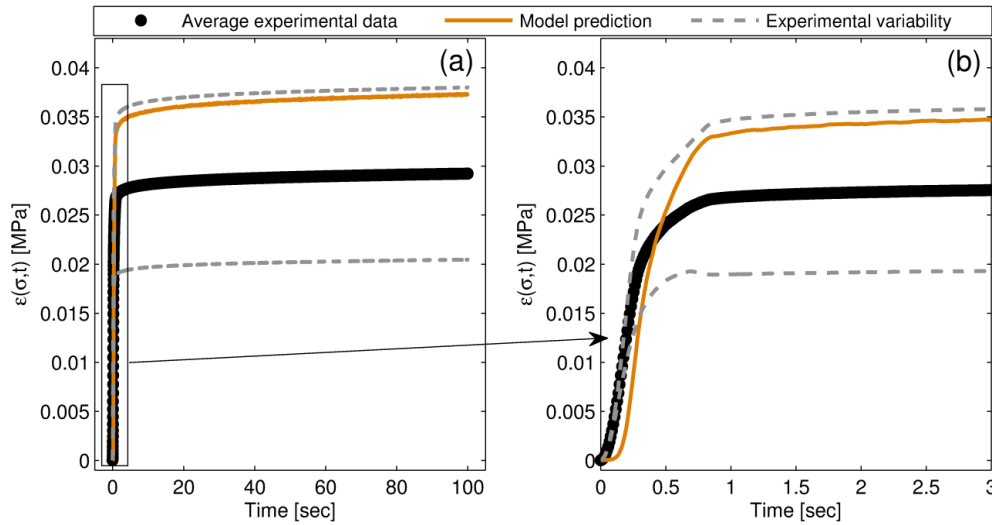 Average experimental data Model prediction Experimental variability
(a)
0.04
0.035
0.03
0.025
0.02
0.015
0.01
0.005
0
ε(σ,t) [MPa]
0 20 40 60 80 100
Time [sec]
(b)
0.04
0.035
0.03
0.025
0.02
0.015
0.01
0.005
0
ε(σ,t) [MPa]
0 0.5 1 1.5 2 2.5 3
Time [sec]